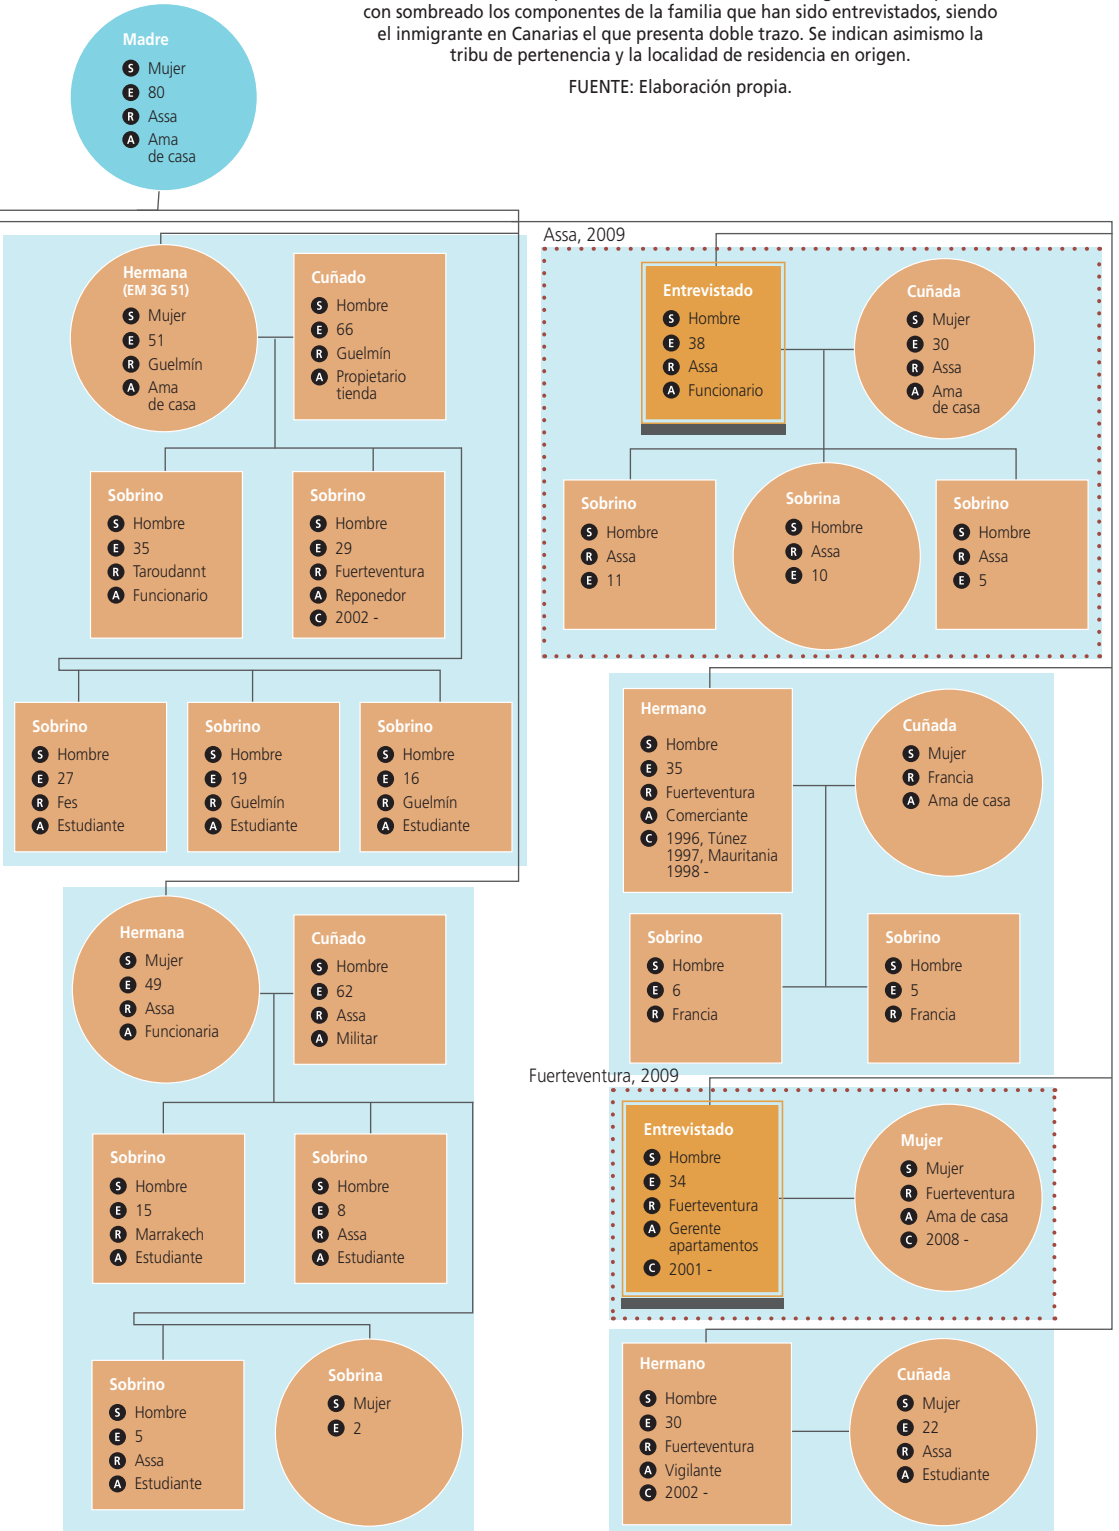 con sombreado los componentes de la familia que han sido entrevistados, siendo
el inmigrante en Canarias el que presenta doble trazo. Se indican asimismo la
tribu de pertenencia y la localidad de residencia en origen.
FUENTE: Elaboración propia.
Madre
S Mujer
E 80
R Assa
A Ama
de casa
Hermana
(EM 3G 51)
S Mujer
E 51
R Guelmín
A Ama
de casa
Cuñado
S Hombre
E 66
R Guelmín
A Propietario
tienda
Sobrino
S Hombre
E 35
R Taroudannt
A Funcionario
Sobrino
S Hombre
E 29
R Fuerteventura
A Reponedor
C 2002 -
Sobrino
S Hombre
E 27
R Fes
A Estudiante
Sobrino
S Hombre
E 19
R Guelmín
A Estudiante
Sobrino
S Hombre
E 16
R Guelmín
A Estudiante
Hermana
S Mujer
E 49
R Assa
A Funcionaria
Cuñado
S Hombre
E 62
R Assa
A Militar
Sobrino
S Hombre
E 15
R Marrakech
A Estudiante
Sobrino
S Hombre
E 8
R Assa
A Estudiante
Sobrino
S Hombre
E 5
R Assa
A Estudiante
Sobrina
S Mujer
E 2
Assa, 2009
Entrevistado
S Hombre
E 38
R Assa
A Funcionario
Cuñada
S Mujer
E 30
R Assa
A Ama
de casa
Sobrino
S Hombre
R Assa
E 11
Sobrina
S Hombre
R Assa
E 10
Sobrino
S Hombre
R Assa
E 5
Hermano
S Hombre
E 35
R Fuerteventura
A Comerciante
C 1996, Túnez
1997, Mauritania
1998 -
Cuñada
S Mujer
R Francia
A Ama de casa
Sobrino
S Hombre
E 6
R Francia
Sobrino
S Hombre
E 5
R Francia
Fuerteventura, 2009
Entrevistado
S Hombre
E 34
R Fuerteventura
A Gerente
apartamentos
C 2001 -
Mujer
S Mujer
R Fuerteventura
A Ama de casa
C 2008 -
Hermano
S Hombre
E 30
R Fuerteventura
A Vigilante
C 2002 -
Cuñada
S Mujer
E 22
R Assa
A Estudiante